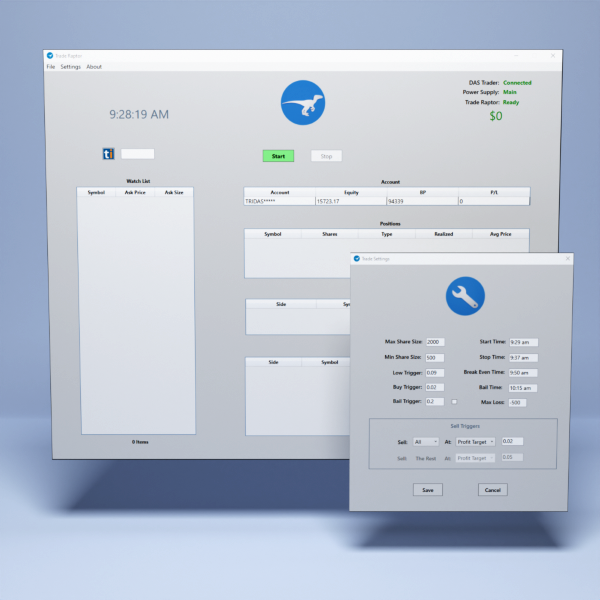 Trade Raptor
File Settings About
DAS Trader: Connected
Power Supply: Main
Trade Raptor: Ready
$0
9:28:19 AM
Start Stop
Watch List
Symbol Ask Price Ask Size
0 Items
Account
Account Equity BP P/L
TRIDAS***** 15723.17 94339 0
Positions
Symbol Shares Type Realized Avg Price
Side
Side Symbol
Trade Settings
Max Share Size: 2000
Min Share Size: 500
Low Trigger: 0.09
Buy Trigger: 0.02
Bail Trigger: 0.2
Start Time: 9:29 am
Stop Time: 9:37 am
Break Even Time: 9:50 am
Bail Time: 10:15 am
Max Loss: -500
Sell Triggers
Sell: All At: Profit Target 0.02
Sell: The Rest At: Profit Target 0.05
Save Cancel